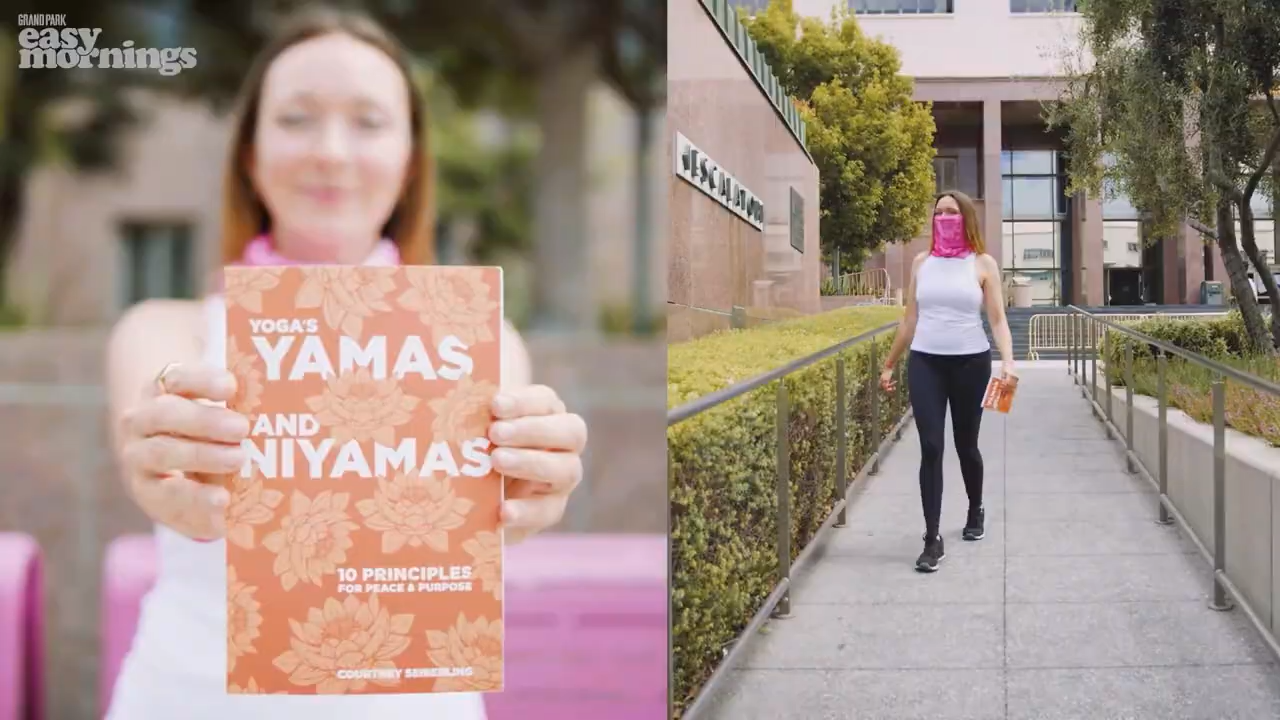 GRAND PARK
easy
mornings
YOGA'S
YAMAS
AND
NIYAMAS
10 PRINCIPLES
FOR PEACE & PURPOSE
COURTNEY SEIBERLING